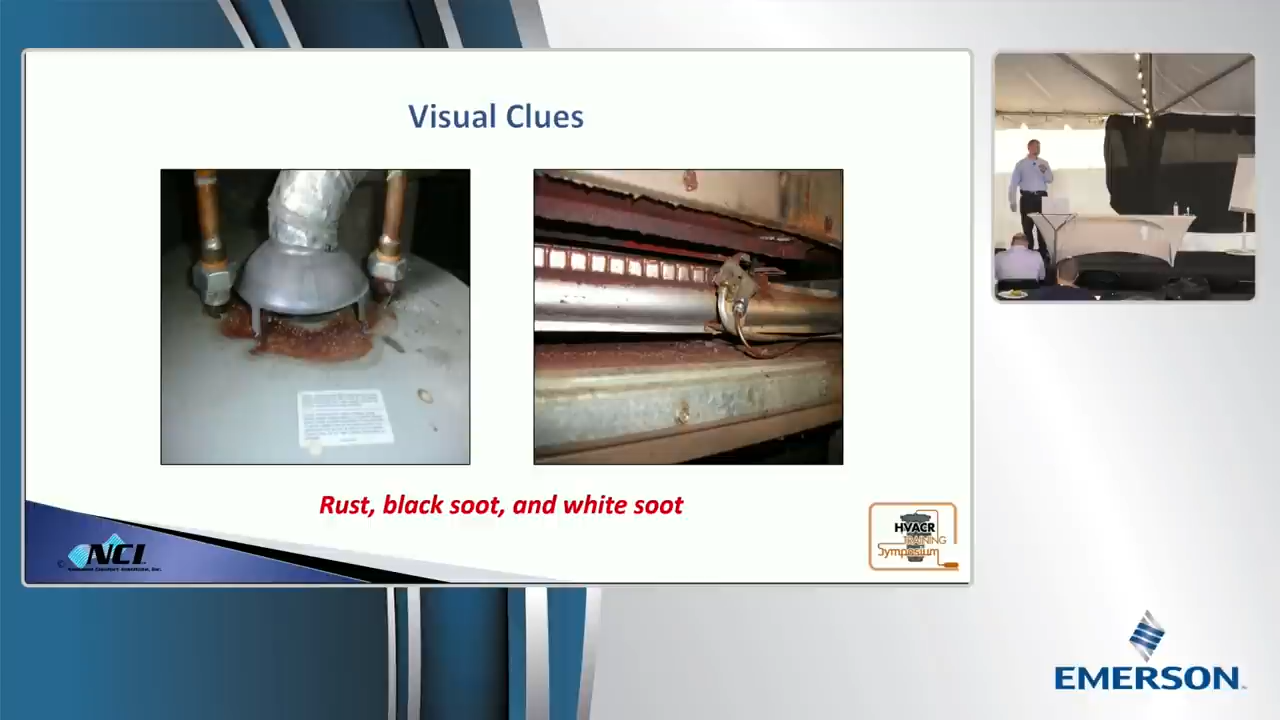 Visual Clues
Rust, black soot, and white soot
©
NCI
HVACR
TRAINING
Symposium
EMERSON